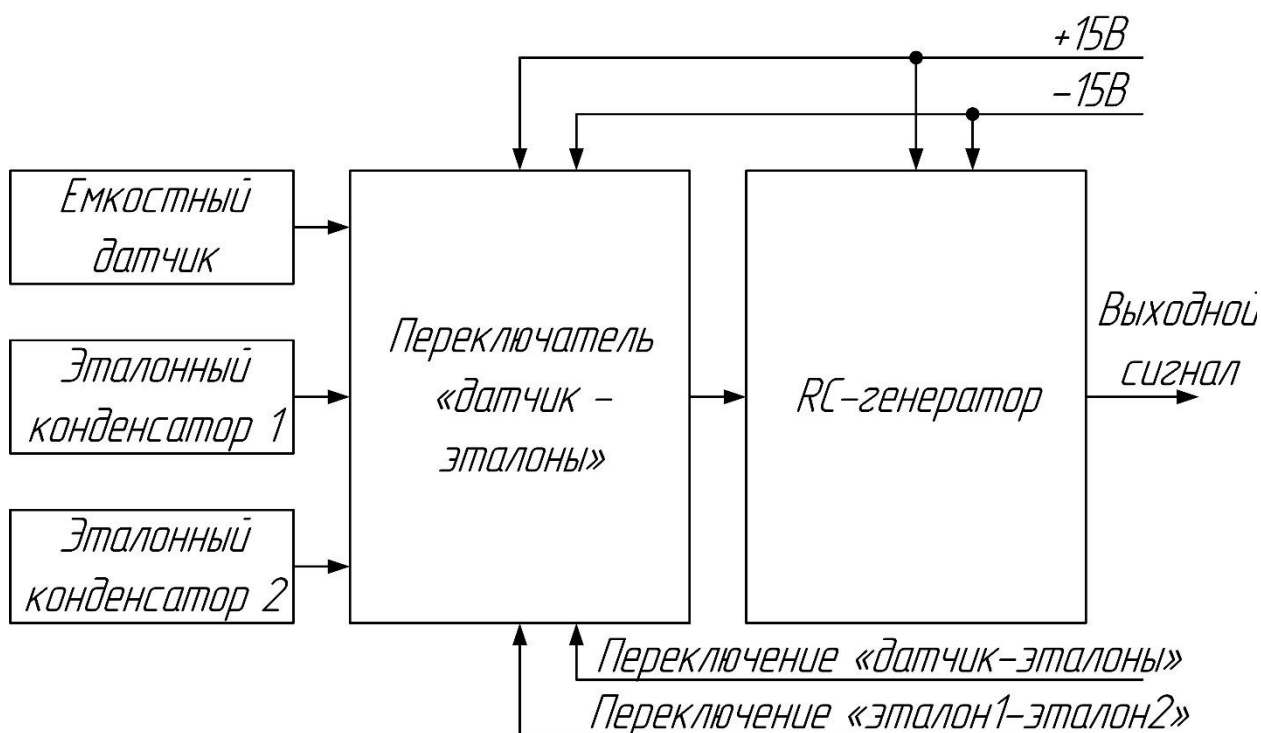 +15В
-15В
Емкостный
датчик
Эталонный
конденсатор 1
Эталонный
конденсатор 2
Переключатель
«датчик -
эталоны»
RC-генератор
Выходной
сигнал
Переключение «датчик-эталоны»
Переключение «эталон1-эталон2»